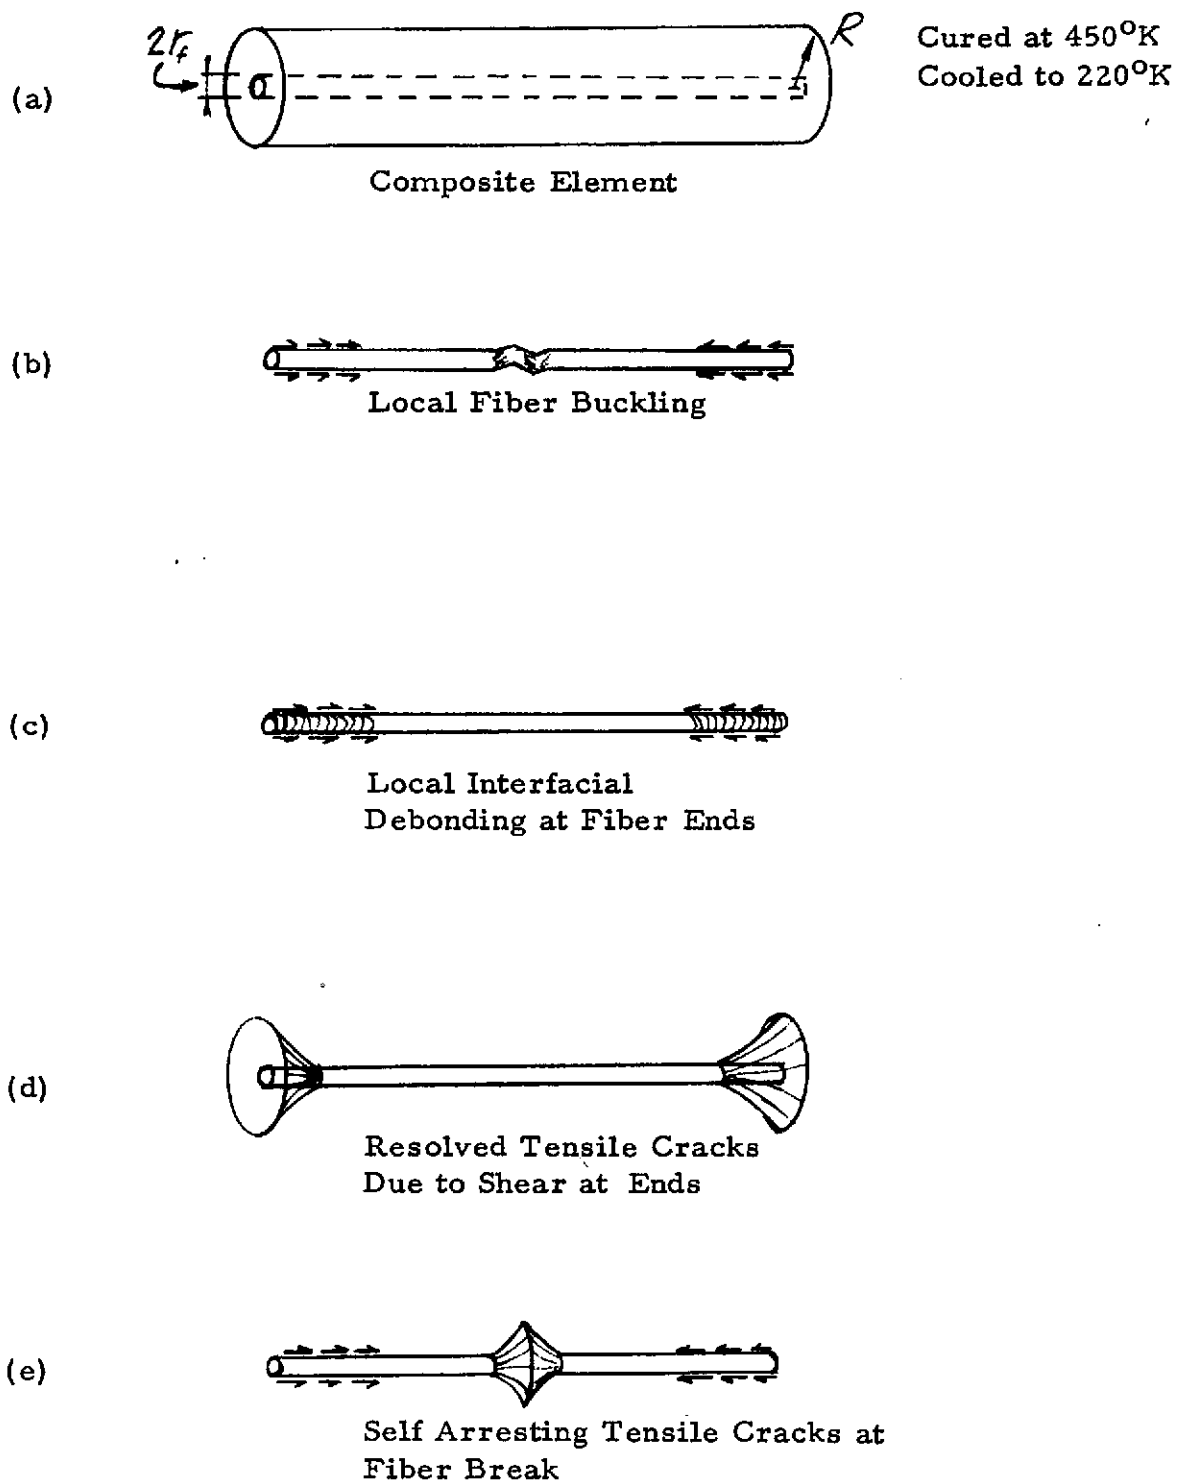 2r_f
R
Cured at 450°K
Cooled to 220°K
(a)
Composite Element
(b)
Local Fiber Buckling
(c)
Local Interfacial
Debonding at Fiber Ends
(d)
Resolved Tensile Cracks
Due to Shear at Ends
(e)
Self Arresting Tensile Cracks at
Fiber Break